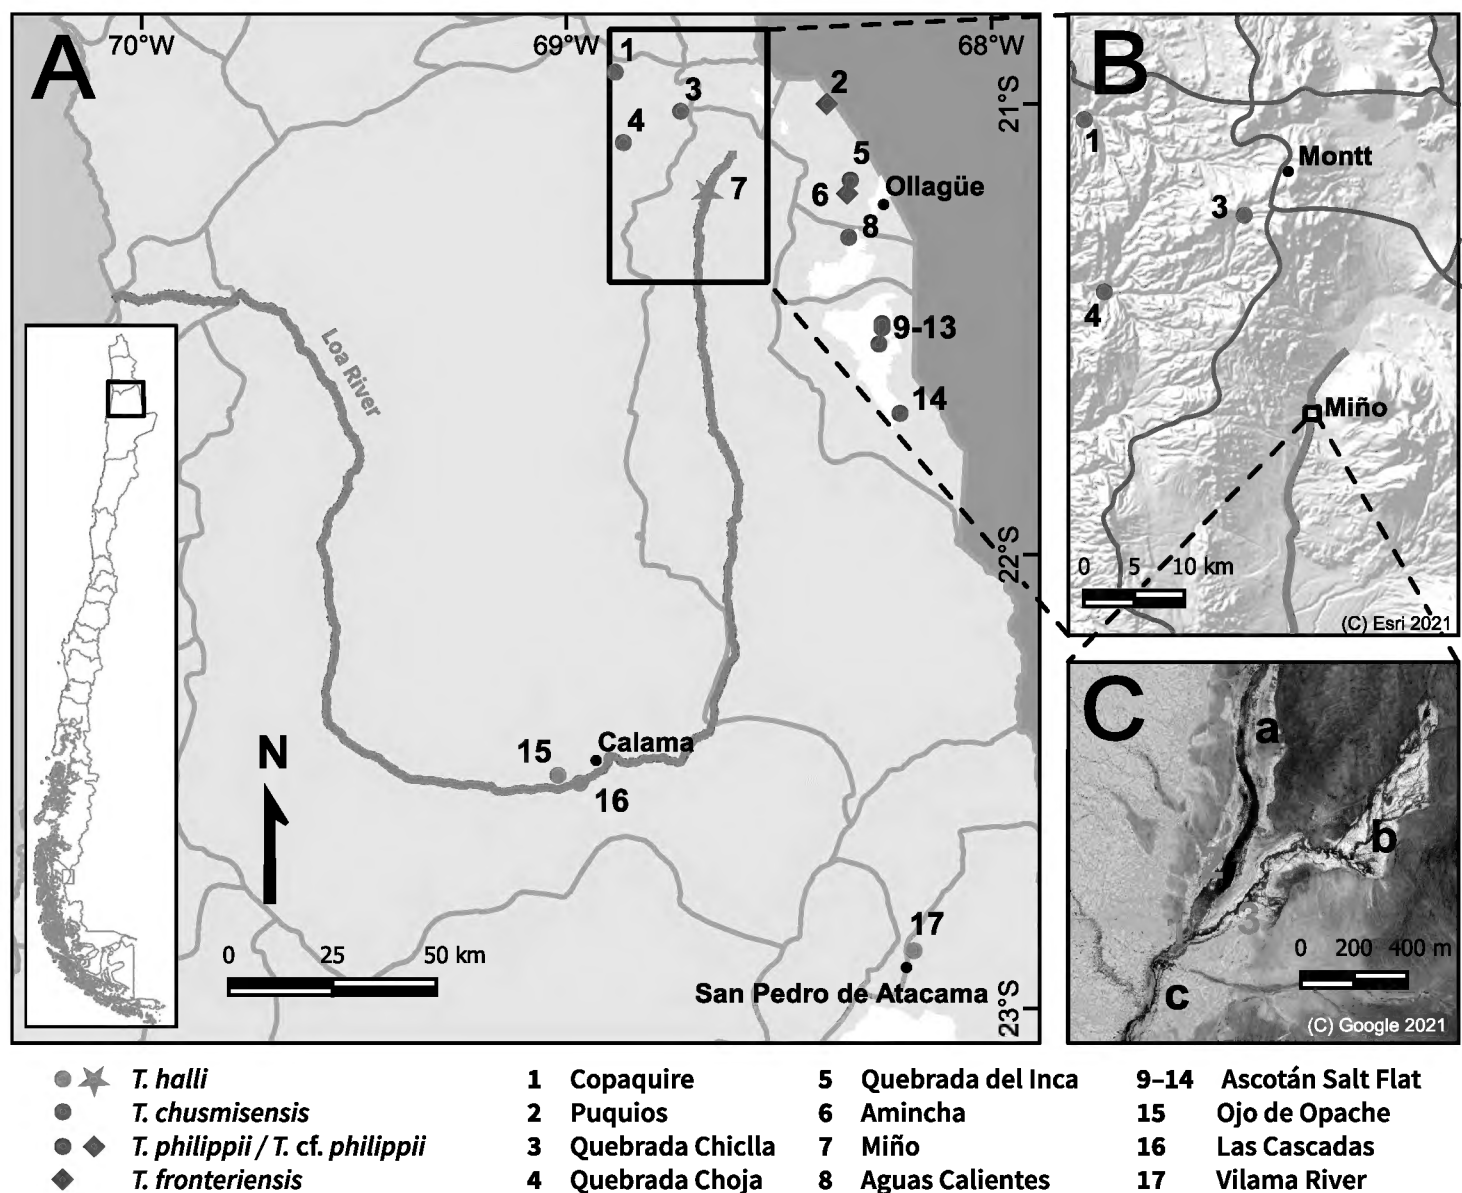 A
70°W
69°W
68°W
1
2
3
4
21°S
5
Ollagüe
6
7
8
9-13
14
Loa River
22°S
N
15
Calama
16
17
0 25 50 km
San Pedro de Atacama
23°S
B
1
Montt
3
4
Miño
0 5 10 km
(C) Esri 2021
C
a
b
3
c
0 200 400 m
(C) Google 2021
T. halli
T. chusmisensis
T. philippii / T. cf. philippii
T. fronteriensis
1 Copaquire
2 Puquios
3 Quebrada Chiclla
4 Quebrada Choja
5 Quebrada del Inca
6 Amincha
7 Miño
8 Aguas Calientes
9–14 Ascotán Salt Flat
15 Ojo de Opache
16 Las Cascadas
17 Vilama River